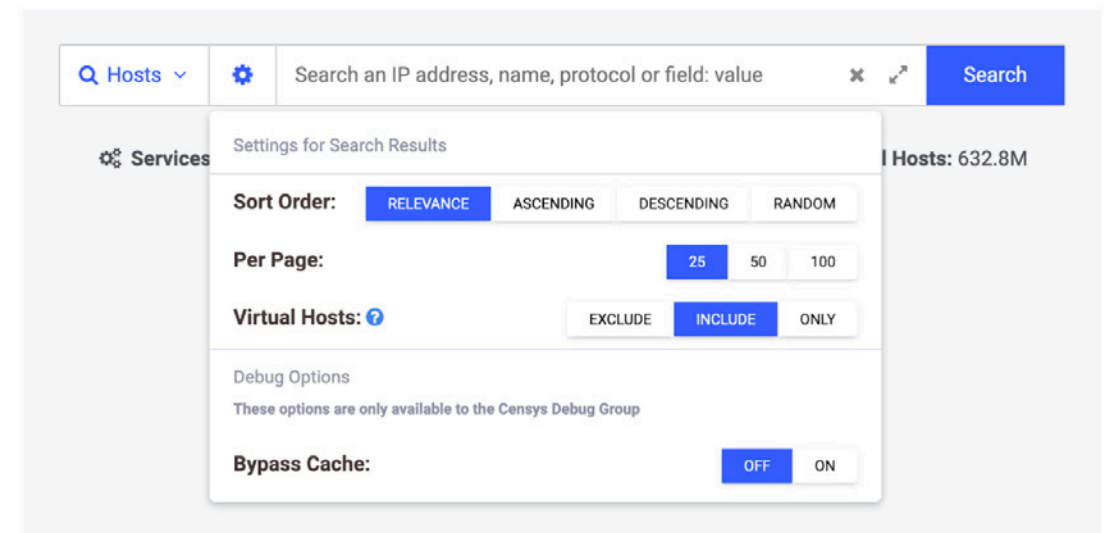 Hosts
Search an IP address, name, protocol or field: value
Search
Settings for Search Results
Services
Hosts: 632.8M
Sort Order: RELEVANCE ASCENDING DESCENDING RANDOM
Per Page: 25 50 100
Virtual Hosts: EXCLUDE INCLUDE ONLY
Debug Options
These options are only available to the Censys Debug Group
Bypass Cache: OFF ON